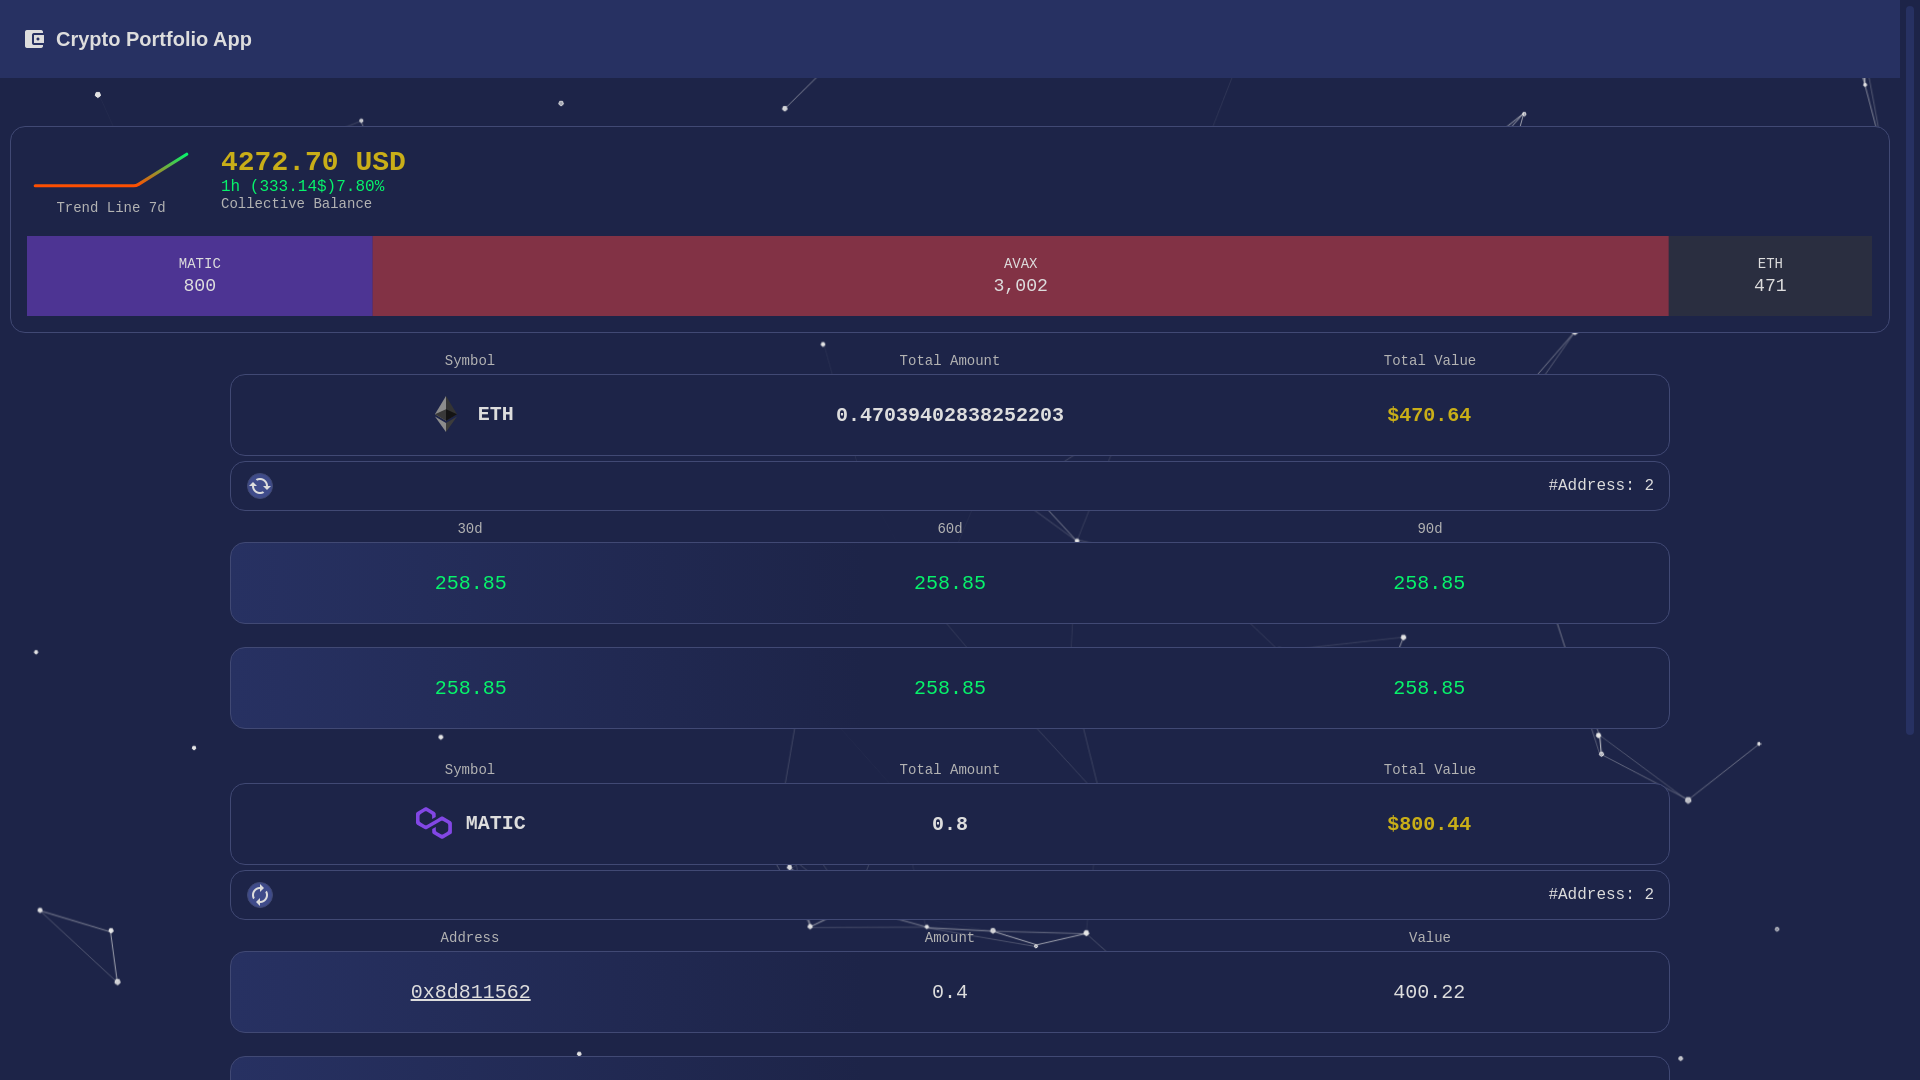 Crypto Portfolio App
4272.70 USD
1h (333.14$)7.80%
Collective Balance
Trend Line 7d
MATIC
800
AVAX
3,002
ETH
471
Symbol Total Amount Total Value
ETH 0.47039402838252203 $470.64
#Address: 2
30d 60d 90d
258.85 258.85 258.85
258.85 258.85 258.85
Symbol Total Amount Total Value
MATIC 0.8 $800.44
#Address: 2
Address Amount Value
0x8d811562 0.4 400.22